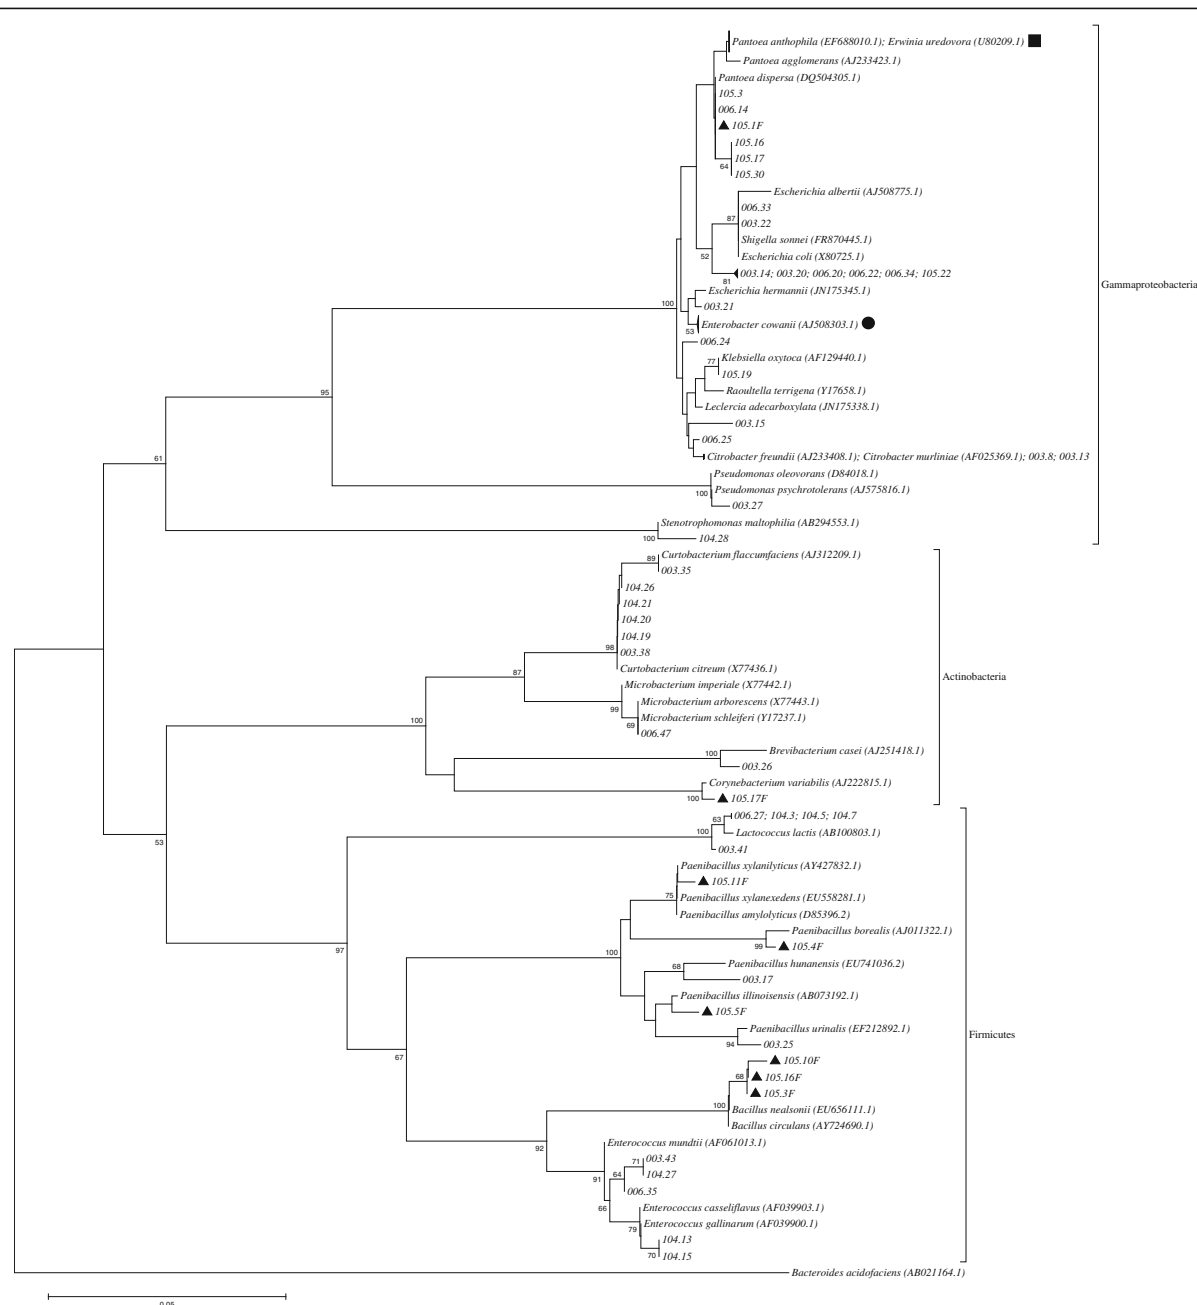 Pantoea anthophila (EF688010.1); Erwinia uredovora (U80209.1)
Pantoea agglomerans (AJ233423.1)
Pantoea dispersa (DQ504305.1)
105.3
006.14
105.1F
105.16
105.17
64
105.30
Escherichia albertii (AJ508775.1)
006.33
87
003.22
Shigella sonnei (FR870445.1)
52
Escherichia coli (X80725.1)
003.14; 003.20; 006.20; 006.22; 006.34; 105.22
81
Gammaproteobacteria
Escherichia hermannii (JN175345.1)
100
003.21
Enterobacter cowanii (AJ508303.1)
53
006.24
77
Klebsiella oxytoca (AF129440.1)
105.19
Raoultella terrigena (Y17658.1)
95
Leclercia adecarboxylata (JN175338.1)
003.15
006.25
61
Citrobacter freundii (AJ233408.1); Citrobacter murliniae (AF025369.1); 003.8; 003.13
Pseudomonas oleovorans (D84018.1)
100
Pseudomonas psychrotolerans (AJ575816.1)
003.27
Stenotrophomonas maltophilia (AB294553.1)
100
104.28
89
Curtobacterium flaccumfaciens (AJ312209.1)
003.35
104.26
104.21
104.20
104.19
98
003.38
Curtobacterium citreum (X77436.1)
87
Actinobacteria
Microbacterium imperiale (X77442.1)
99
Microbacterium arborescens (X77443.1)
100
69
Microbacterium schleiferi (Y17237.1)
006.47
100
Brevibacterium casei (AJ251418.1)
003.26
Corynebacterium variabilis (AJ222815.1)
100
105.17F
63
006.27; 104.3; 104.5; 104.7
100
Lactococcus lactis (AB100803.1)
53
003.41
Paenibacillus xylanilyticus (AY427832.1)
105.11F
75
Paenibacillus xylanexedens (EU558281.1)
Paenibacillus amylolyticus (D85396.2)
Paenibacillus borealis (AJ011322.1)
97
99
105.4F
100
68
Paenibacillus hunanensis (EU741036.2)
003.17
Paenibacillus illinoisensis (AB073192.1)
105.5F
Paenibacillus urinalis (EF212892.1)
Firmicutes
94
003.25
67
105.10F
68
105.16F
105.3F
100
Bacillus nealsonii (EU656111.1)
Bacillus circulans (AY724690.1)
92
Enterococcus mundtii (AF061013.1)
71
003.43
91
64
104.27
006.35
66
Enterococcus casseliflavus (AF039903.1)
79
Enterococcus gallinarum (AF039900.1)
104.13
70
104.15
Bacteroides acidofaciens (AB021164.1)
0.05